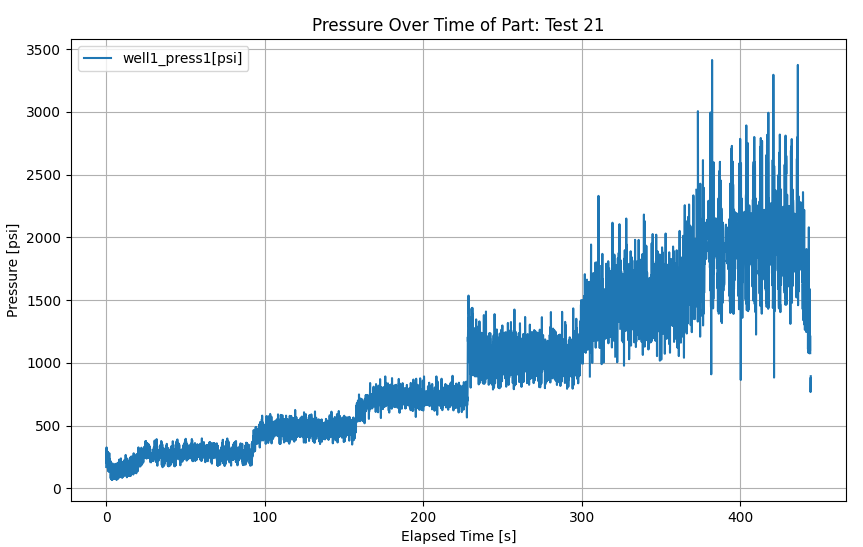 Pressure Over Time of Part: Test 21
well1_press1[psi]
3500
3000
2500
2000
1500
1000
500
0
Pressure [psi]
0 100 200 300 400
Elapsed Time [s]